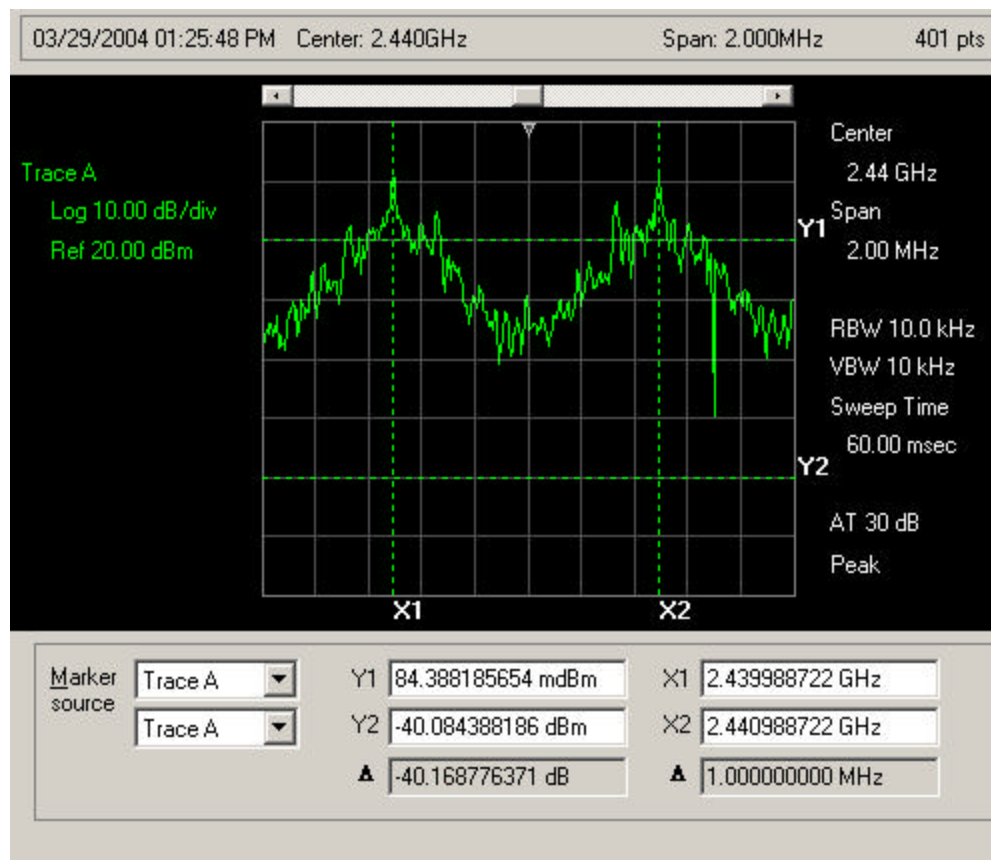 03/29/2004 01:25:48 PM Center: 2.440GHz Span: 2.000MHz 401 pts
Center
2.44 GHz
Trace A
Log 10.00 dB/div
Ref 20.00 dBm
Y1
Span
2.00 MHz
RBW 10.0 kHz
VBW 10 kHz
Sweep Time
60.00 msec
Y2
AT 30 dB
Peak
X1 X2
Marker source Trace A Y1 84.388185654 mdBm X1 2.439988722 GHz
Trace A Y2 -40.084388186 dBm X2 2.440988722 GHz
Δ -40.168776371 dB Δ 1.000000000 MHz